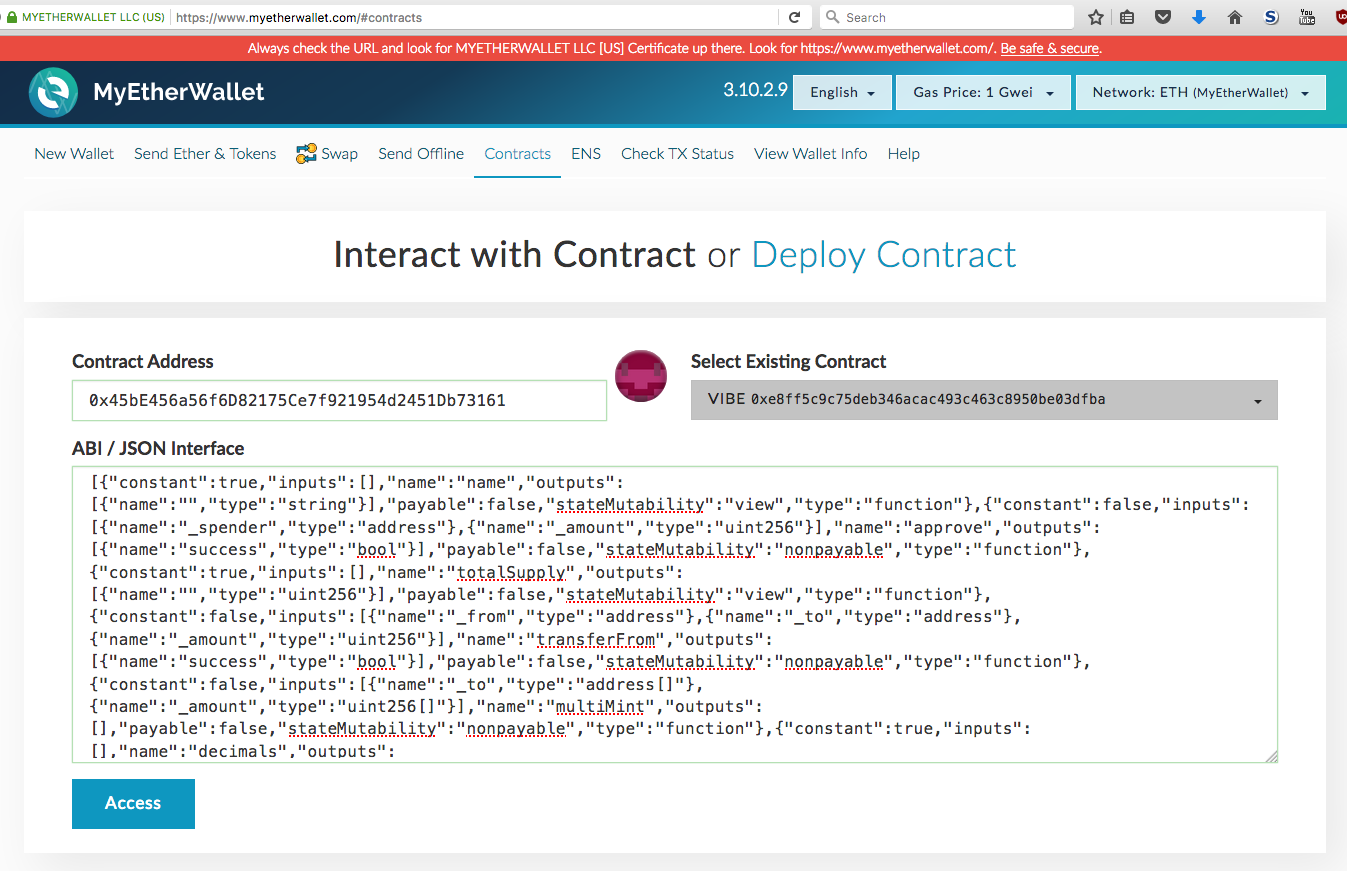 MYETHERWALLET LLC (US) https://www.myetherwallet.com/#contracts Search
You
Tube
Always check the URL and look for MYETHERWALLET LLC [US] Certificate up there. Look for https://www.myetherwallet.com/. Be safe & secure.
MyEtherWallet 3.10.2.9 English Gas Price: 1 Gwei Network: ETH (MyEtherWallet)
New Wallet Send Ether & Tokens Swap Send Offline Contracts ENS Check TX Status View Wallet Info Help
Interact with Contract or Deploy Contract
Contract Address Select Existing Contract
0x45bE456a56f6D82175Ce7f921954d2451Db73161 VIBE 0xe8ff5c9c75deb346acac493c463c8950be03dfba
ABI / JSON Interface
[{"constant":true,"inputs":[],"name":"name","outputs":
[{"name":"","type":"string"}],"payable":false,"stateMutability":"view","type":"function"},{"constant":false,"inputs":
[{"name":"_spender","type":"address"},{"name":"_amount","type":"uint256"}],"name":"approve","outputs":
[{"name":"success","type":"bool"}],"payable":false,"stateMutability":"nonpayable","type":"function"},
{"constant":true,"inputs":[],"name":"totalSupply","outputs":
[{"name":"","type":"uint256"}],"payable":false,"stateMutability":"view","type":"function"},
{"constant":false,"inputs":[{"name":"_from","type":"address"},{"name":"_to","type":"address"},
{"name":"_amount","type":"uint256"}],"name":"transferFrom","outputs":
[{"name":"success","type":"bool"}],"payable":false,"stateMutability":"nonpayable","type":"function"},
{"constant":false,"inputs":[{"name":"_to","type":"address[]"},
{"name":"_amount","type":"uint256[]"}],"name":"multiMint","outputs":
[],"payable":false,"stateMutability":"nonpayable","type":"function"},{"constant":true,"inputs":
[],"name":"decimals","outputs":
Access